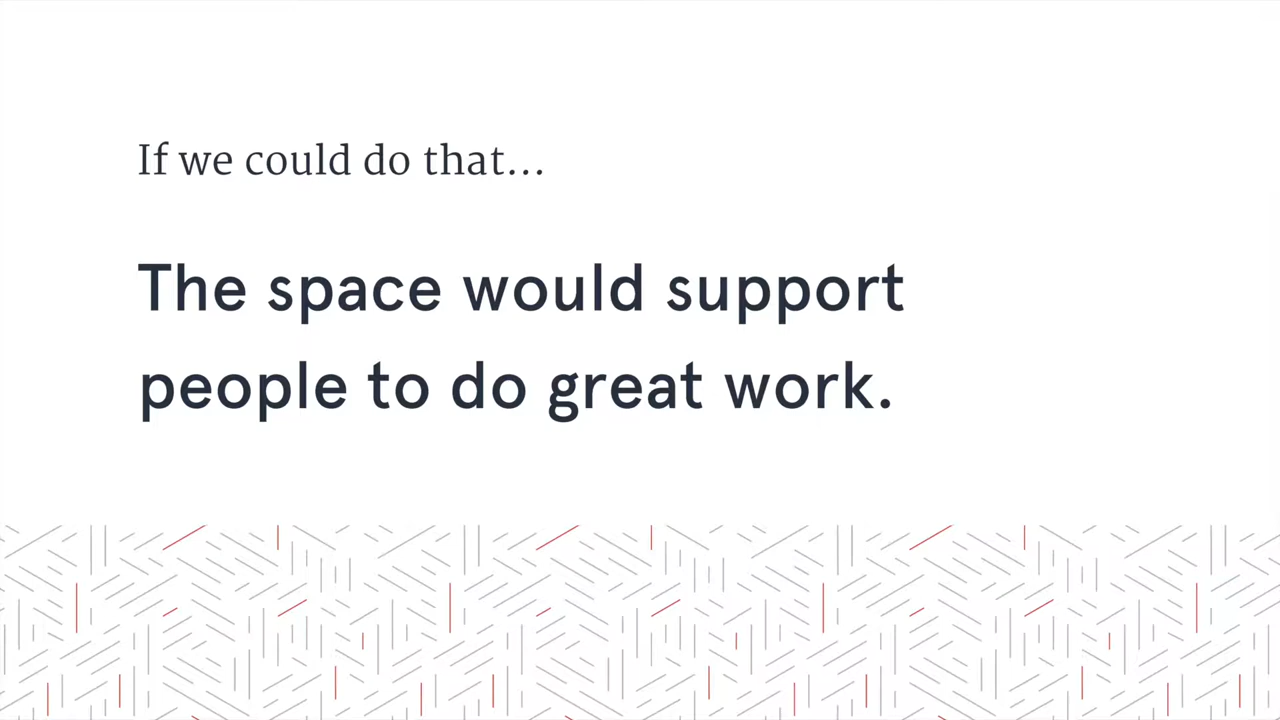 If we could do that...
The space would support
people to do great work.